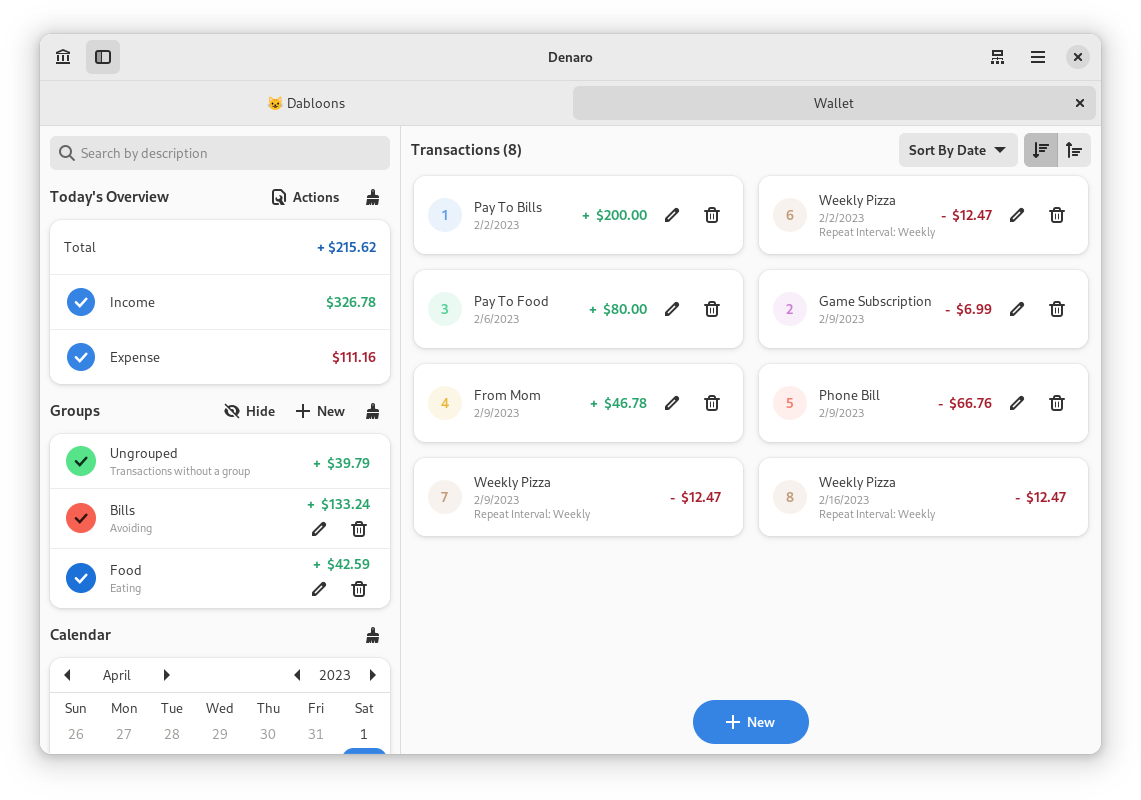 Denaro
😺 Dabloons
Wallet
Search by description
Today's Overview
Actions
Total
+ $215.62
Income
$326.78
Expense
$111.16
Groups
Hide
New
Ungrouped
Transactions without a group
+ $39.79
Bills
Avoiding
+ $133.24
Food
Eating
+ $42.59
Calendar
April
2023
Sun Mon Tue Wed Thu Fri Sat
26 27 28 29 30 31 1
Transactions (8)
Sort By Date
1
Pay To Bills
2/2/2023
+ $200.00
6
Weekly Pizza
2/2/2023
Repeat Interval: Weekly
- $12.47
3
Pay To Food
2/6/2023
+ $80.00
2
Game Subscription
2/9/2023
- $6.99
4
From Mom
2/9/2023
+ $46.78
5
Phone Bill
2/9/2023
- $66.76
7
Weekly Pizza
2/9/2023
Repeat Interval: Weekly
- $12.47
8
Weekly Pizza
2/16/2023
Repeat Interval: Weekly
- $12.47
New